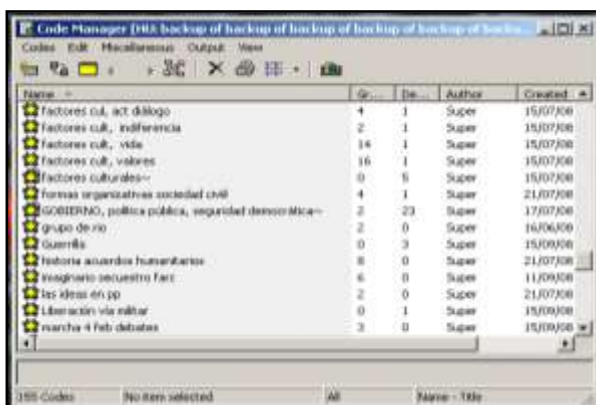 Code Manager [HU: backup of backup of backup of backup of backup of backup of
Codes Edit Miscellaneous Output View
Name Gr... De... Author Created
factores cul, act diálogo 4 1 Super 15/07/08
factores cult, indiferencia 2 1 Super 15/07/08
factores cult, vida 14 1 Super 15/07/08
factores cult, valores 16 1 Super 15/07/08
factores culturales~ 0 5 Super 15/07/08
formas organizativas sociedad civil 4 1 Super 21/07/08
GOBIERNO, política pública, seguridad democrática~ 2 23 Super 17/07/08
grupo de rio 2 0 Super 16/06/08
Guerrilla 0 3 Super 15/09/08
historia acuerdos humanitarios 8 0 Super 21/07/08
imaginario secuestro farc 6 0 Super 11/09/08
las ideas en pp 2 0 Super 21/07/08
Liberación vía militar 0 1 Super 15/09/08
marcha 4 feb debates 3 0 Super 15/09/08
155 Codes No item selected All Name - Title